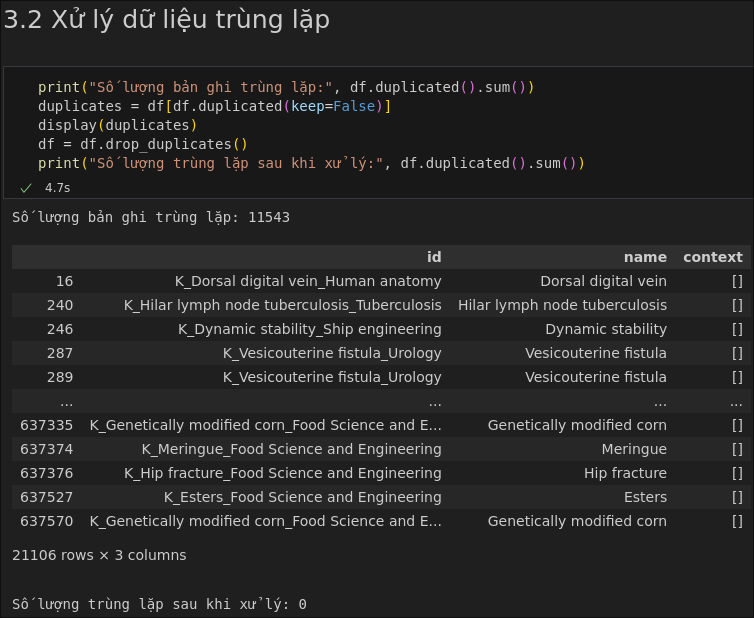 3.2 Xử lý dữ liệu trùng lặp
print("Số lượng bản ghi trùng lặp:", df.duplicated().sum())
duplicates = df[df.duplicated(keep=False)]
display(duplicates)
df = df.drop_duplicates()
print("Số lượng trùng lặp sau khi xử lý:", df.duplicated().sum())
✓ 4.7s
Số lượng bản ghi trùng lặp: 11543
id name context
16 K_Dorsal digital vein_Human anatomy Dorsal digital vein []
240 K_Hilar lymph node tuberculosis_Tuberculosis Hilar lymph node tuberculosis []
246 K_Dynamic stability_Ship engineering Dynamic stability []
287 K_Vesicouterine fistula_Urology Vesicouterine fistula []
289 K_Vesicouterine fistula_Urology Vesicouterine fistula []
... ... ... ...
637335 K_Genetically modified corn_Food Science and E... Genetically modified corn []
637374 K_Meringue_Food Science and Engineering Meringue []
637376 K_Hip fracture_Food Science and Engineering Hip fracture []
637527 K_Esters_Food Science and Engineering Esters []
637570 K_Genetically modified corn_Food Science and E... Genetically modified corn []
21106 rows × 3 columns
Số lượng trùng lặp sau khi xử lý: 0